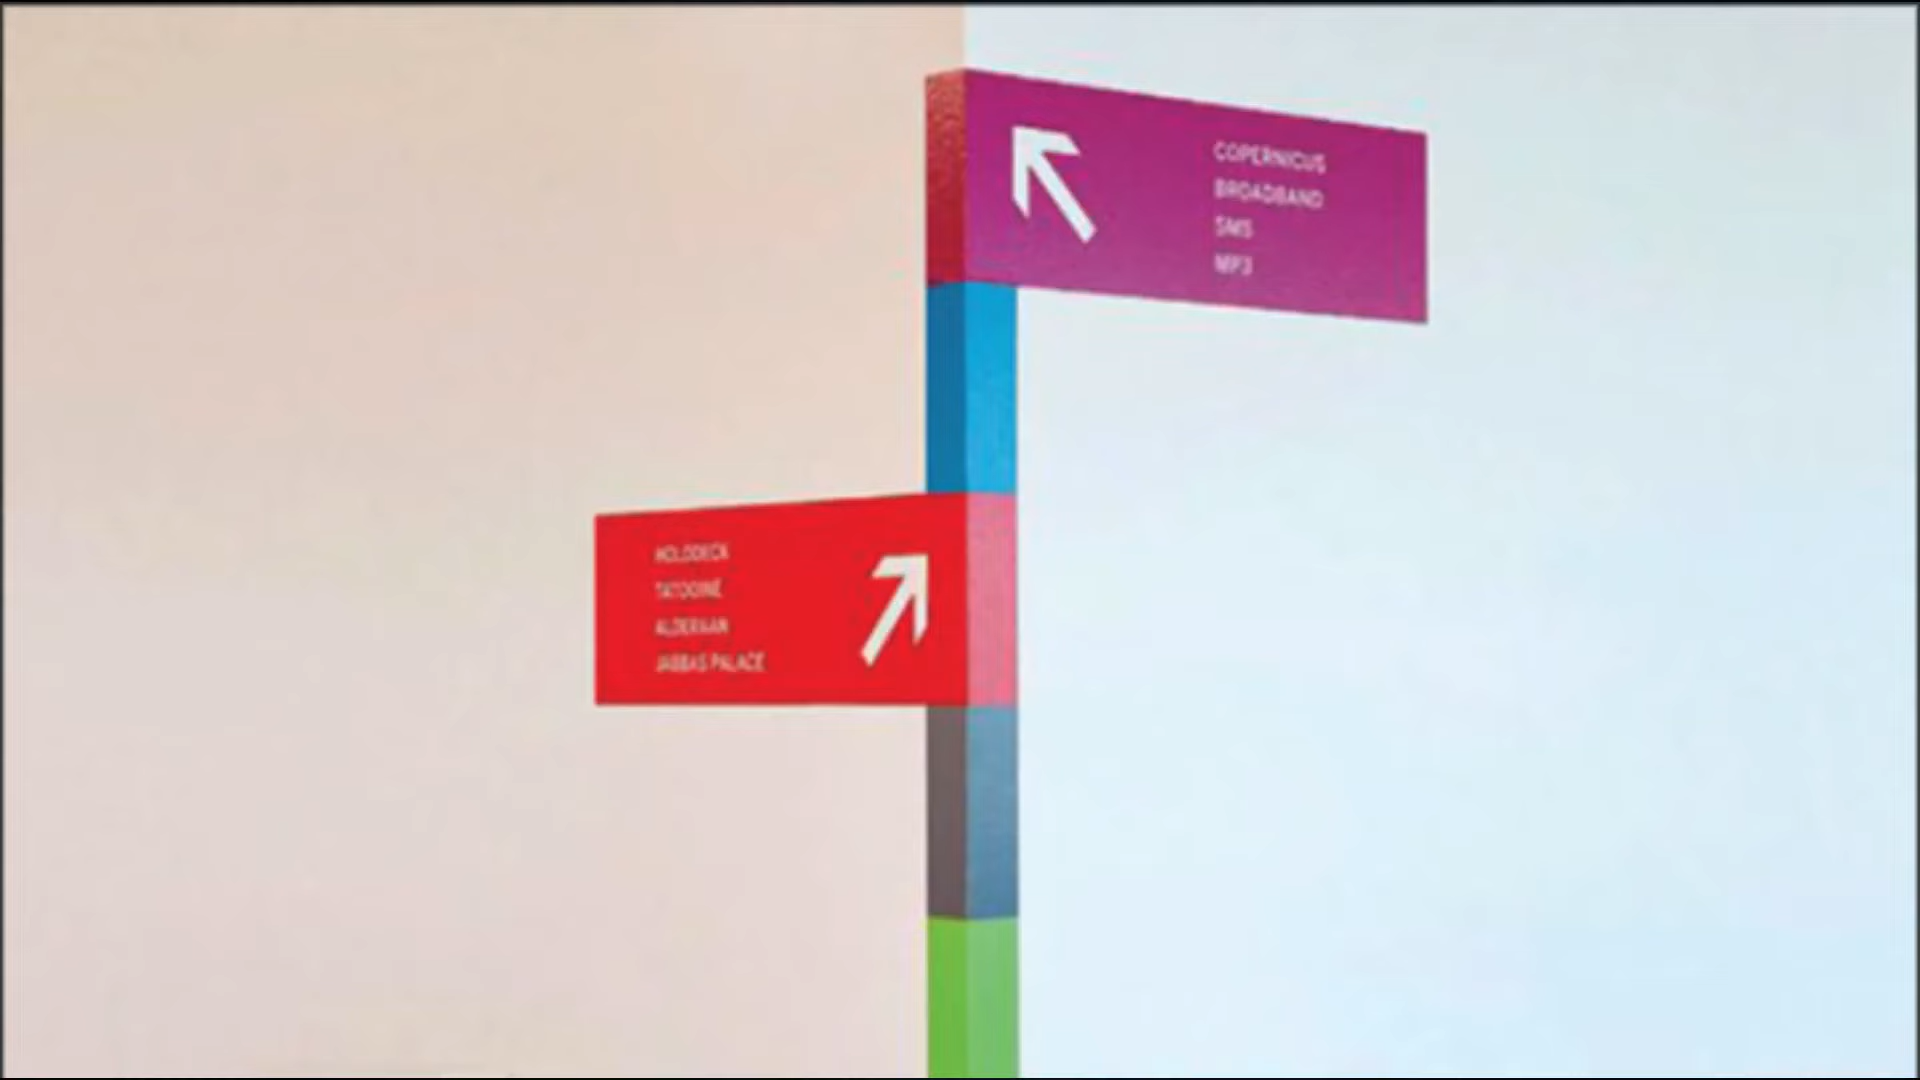 COPERNICUS
BROADBAND
SMS
MP3
HOLODECK
TATOOINE
ALDERAAN
JABBAS PALACE